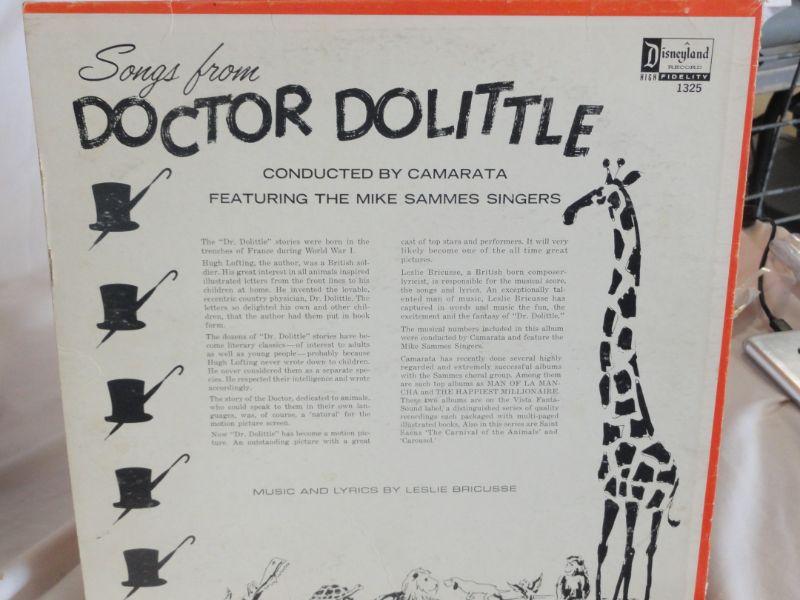 Songs from
DOCTOR DOLITTLE
Disneyland
RECORD
HIGH FIDELITY
1325
CONDUCTED BY CAMARATA
FEATURING THE MIKE SAMMES SINGERS
The "Dr. Dolittle" stories were born in the
trenches of France during World War I.
Hugh Lofting, the author, was a British sol-
dier. His great interest in all animals inspired
illustrated letters from the front lines to his
children at home. He invented the lovable,
eccentric country physician, Dr. Dolittle. The
letters so delighted his own and other chil-
dren, that the author had them put in book
form.
The dozens of "Dr. Dolittle" stories have be-
come literary classics—of interest to adults
as well as young people—probably because
Hugh Lofting never wrote down to children.
He never considered them as a separate spe-
cies. He respected their intelligence and wrote
accordingly.
The story of the Doctor, dedicated to animals,
who could speak to them in their own lan-
guages, was, of course, a 'natural' for the
motion picture screen.
Now "Dr. Dolittle" has become a motion pic-
ture. An outstanding picture with a great
cast of top stars and performers. It will very
likely become one of the all time great
pictures.
Leslie Bricusse, a British born composer-
lyricist, is responsible for the musical score,
the songs and lyrics. An exceptionally tal-
ented man of music, Leslie Bricusse has
captured in words and music the fun, the
excitement and the fantasy of "Dr. Dolittle."
The musical numbers included in this album
were conducted by Camarata and feature the
Mike Sammes Singers.
Camarata has recently done several highly
regarded and extremely successful albums
with the Sammes choral group. Among them
are such top albums as MAN OF LA MAN-
CHA and THE HAPPIEST MILLIONAIRE.
These two albums are on the Vista Fanta-
Sound label, a distinguished series of quality
recordings each packaged with multi-paged
illustrated books. Also in this series are Saint
Saens 'The Carnival of the Animals' and
'Carousel.'
MUSIC AND LYRICS BY LESLIE BRICUSSE